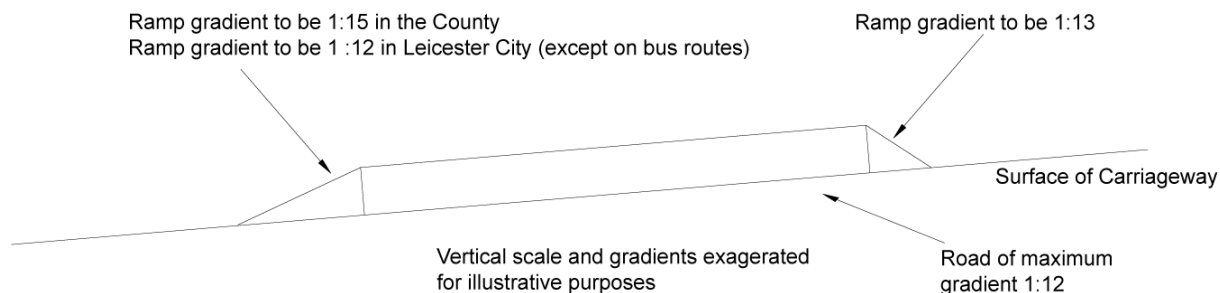 Ramp gradient to be 1:15 in the County
Ramp gradient to be 1 :12 in Leicester City (except on bus routes)
Ramp gradient to be 1:13
Surface of Carriageway
Vertical scale and gradients exagerated
for illustrative purposes
Road of maximum
gradient 1:12